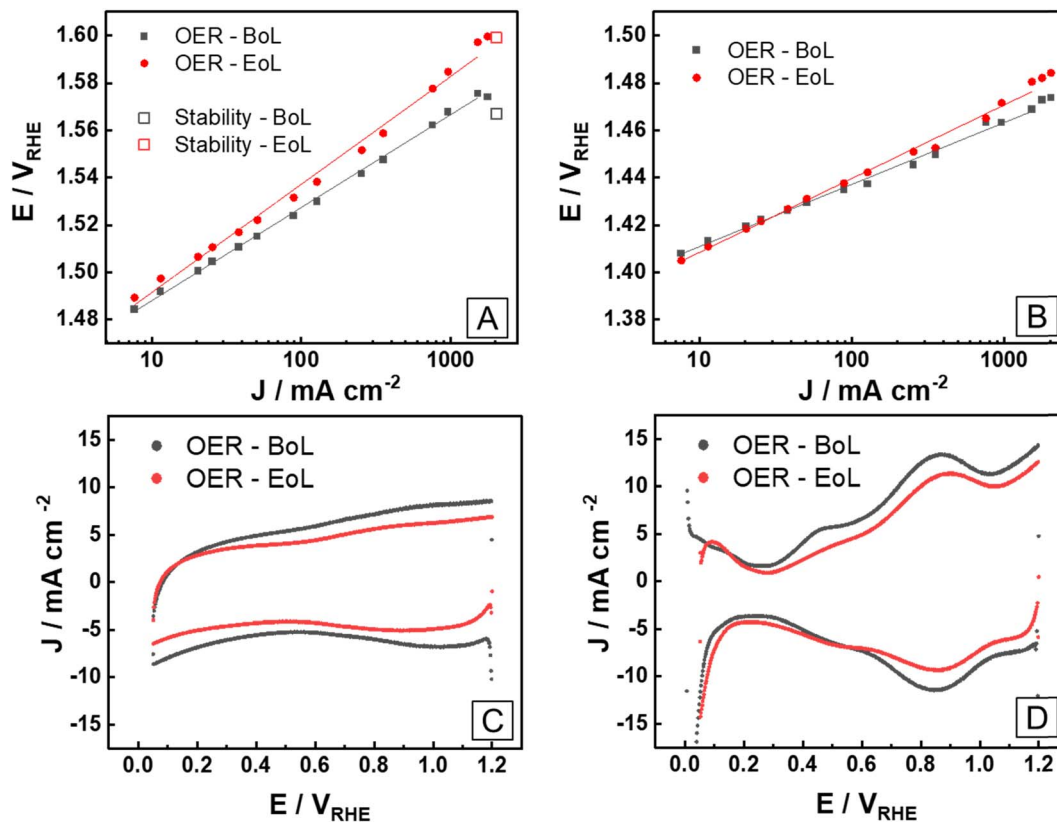 1.60
1.58
1.56
1.54
1.52
1.50
1.48
E / V_RHE
OER - BoL
OER - EoL
Stability - BoL
Stability - EoL
A
10 100 1000
J / mA cm⁻²
1.50
1.48
1.46
1.44
1.42
1.40
1.38
E / V_RHE
OER - BoL
OER - EoL
B
10 100 1000
J / mA cm⁻²
15
10
5
0
-5
-10
-15
J / mA cm⁻²
OER - BoL
OER - EoL
C
0.0 0.2 0.4 0.6 0.8 1.0 1.2
E / V_RHE
15
10
5
0
-5
-10
-15
J / mA cm⁻²
OER - BoL
OER - EoL
D
0.0 0.2 0.4 0.6 0.8 1.0 1.2
E / V_RHE